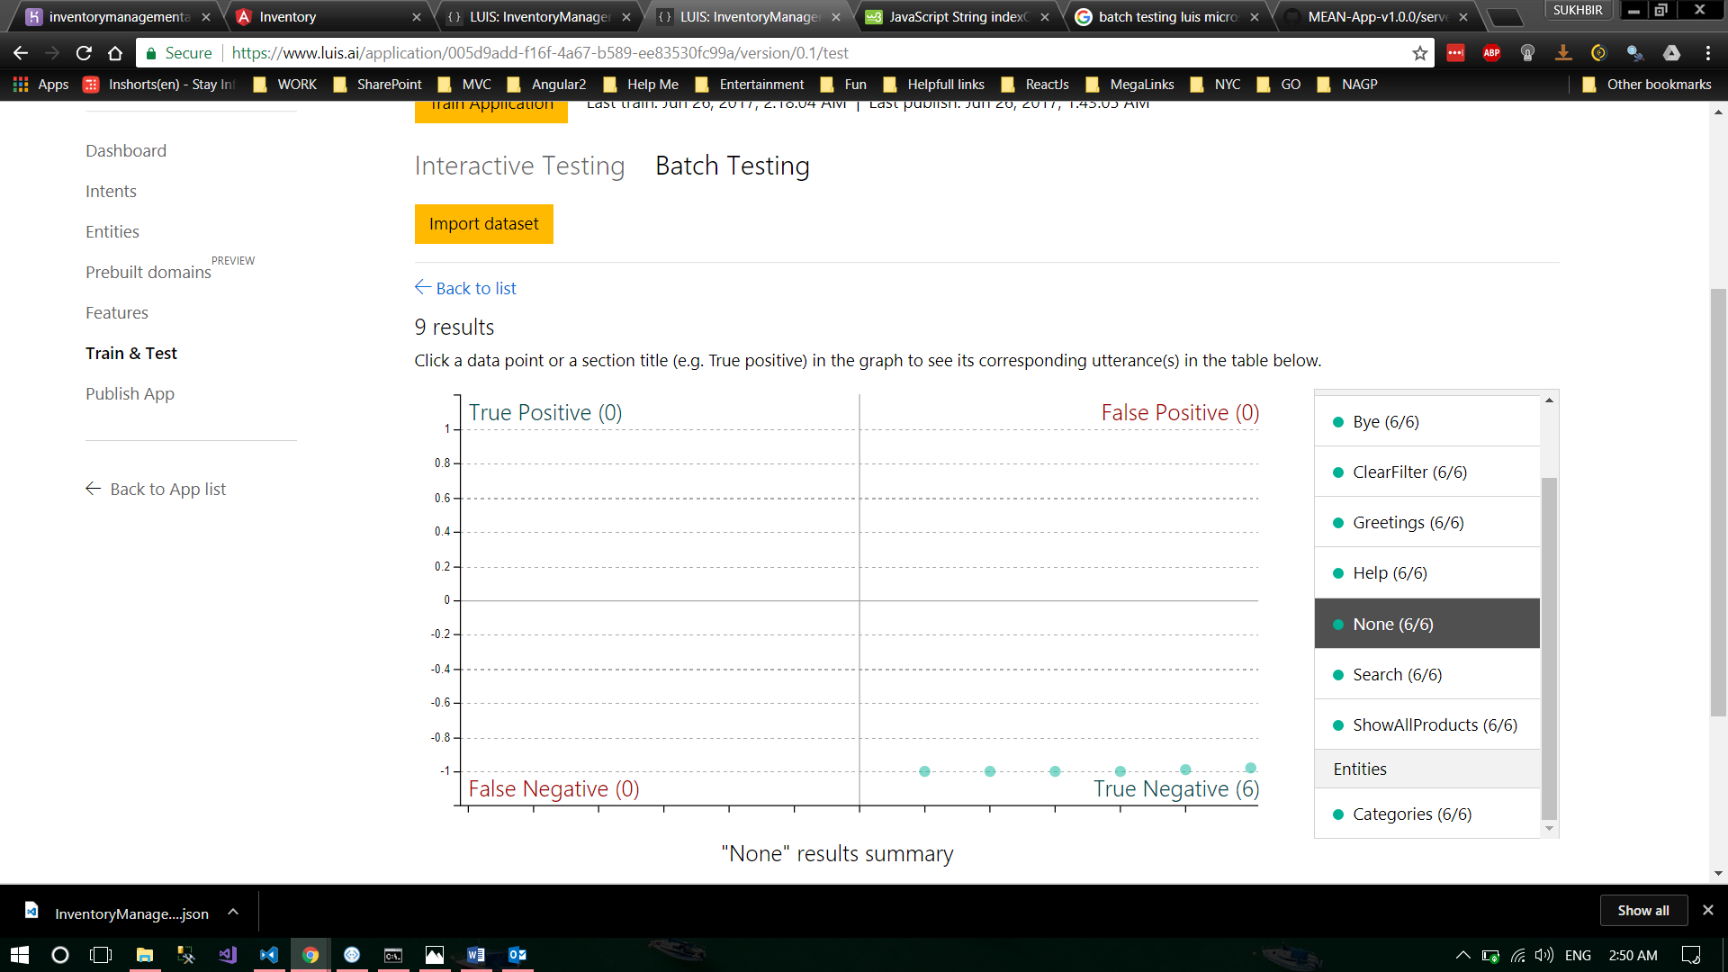 inventorymanagementa
Inventory
LUIS: InventoryManager
LUIS: InventoryManager
JavaScript String indexO
batch testing luis micros
MEAN-App-v1.0.0/serve
SUKHBIR
Secure
https://www.luis.ai/application/005d9add-f16f-4a67-b589-ee83530fc99a/version/0.1/test
ABP
Apps
Inshorts(en) - Stay Inf
WORK
SharePoint
MVC
Angular2
Help Me
Entertainment
Fun
Helpfull links
ReactJs
MegaLinks
NYC
GO
NAGP
Other bookmarks
Train Application
Last train: Jun 26, 2017, 2:18:04 AM | Last publish: Jun 26, 2017, 1:45:05 AM
Dashboard
Intents
Entities
Prebuilt domains PREVIEW
Features
Train & Test
Publish App
Back to App list
Interactive Testing
Batch Testing
Import dataset
Back to list
9 results
Click a data point or a section title (e.g. True positive) in the graph to see its corresponding utterance(s) in the table below.
True Positive (0)
False Positive (0)
1
0.8
0.6
0.4
0.2
0
-0.2
-0.4
-0.6
-0.8
-1
False Negative (0)
True Negative (6)
"None" results summary
Bye (6/6)
ClearFilter (6/6)
Greetings (6/6)
Help (6/6)
None (6/6)
Search (6/6)
ShowAllProducts (6/6)
Entities
Categories (6/6)
InventoryManage....json
Show all
ENG
2:50 AM